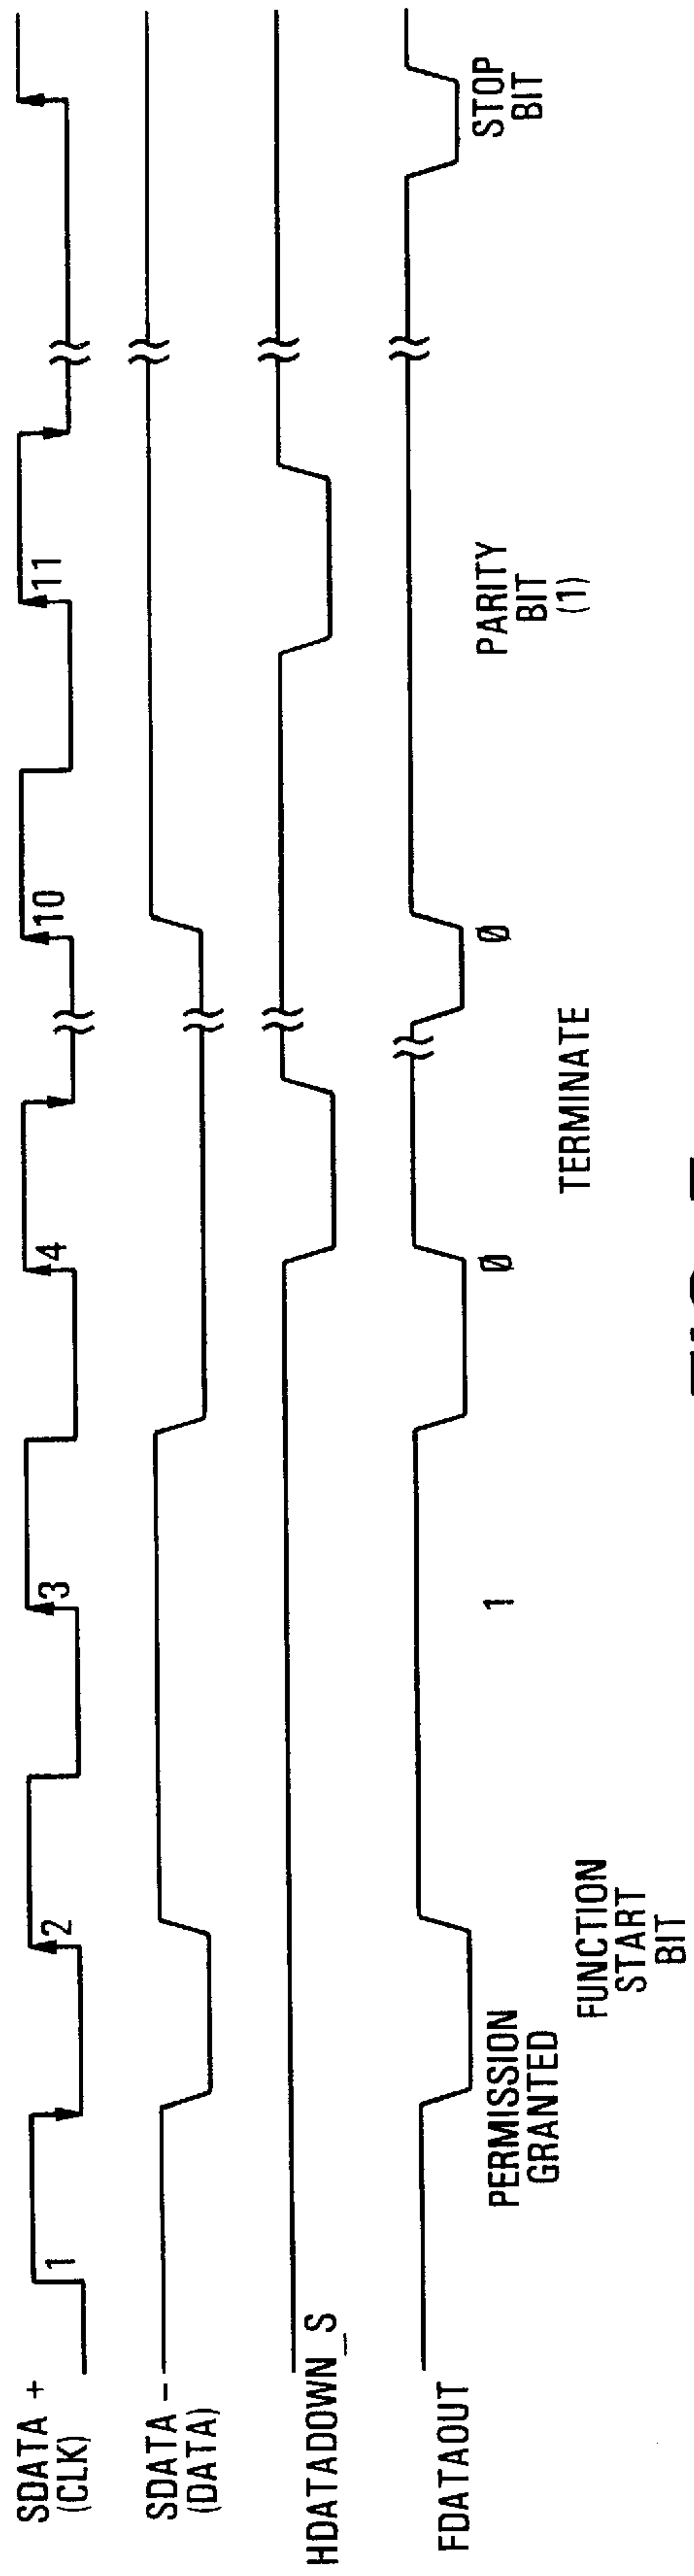 SDATA +
(CLK)
1
2
3
4
10
11
SDATA –
(DATA)
HDATADOWN_S
FDATAOUT
PERMISSION
GRANTED
FUNCTION
START
BIT
1
Ø
TERMINATE
Ø
PARITY
BIT
(1)
STOP
BIT